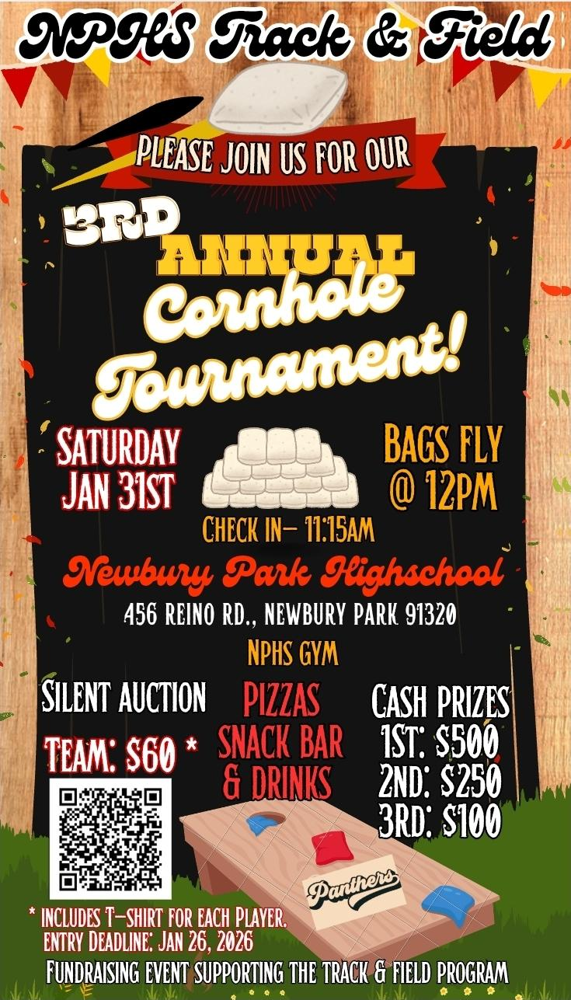 NPHS Track & Field
PLEASE JOIN US FOR OUR
3RD
ANNUAL
Cornhole
Tournament!
SATURDAY
JAN 31ST
BAGS FLY
@ 12PM
CHECK IN- 11:15AM
Newbury Park Highschool
456 REINO RD., NEWBURY PARK 91320
NPHS GYM
SILENT AUCTION
TEAM: $60 *
PIZZAS
SNACK BAR
& DRINKS
CASH PRIZES
1ST: $500
2ND: $250
3RD: $100
Panthers
* INCLUDES T-SHIRT FOR EACH PLAYER.
ENTRY DEADLINE: JAN 26, 2026
FUNDRAISING EVENT SUPPORTING THE TRACK & FIELD PROGRAM